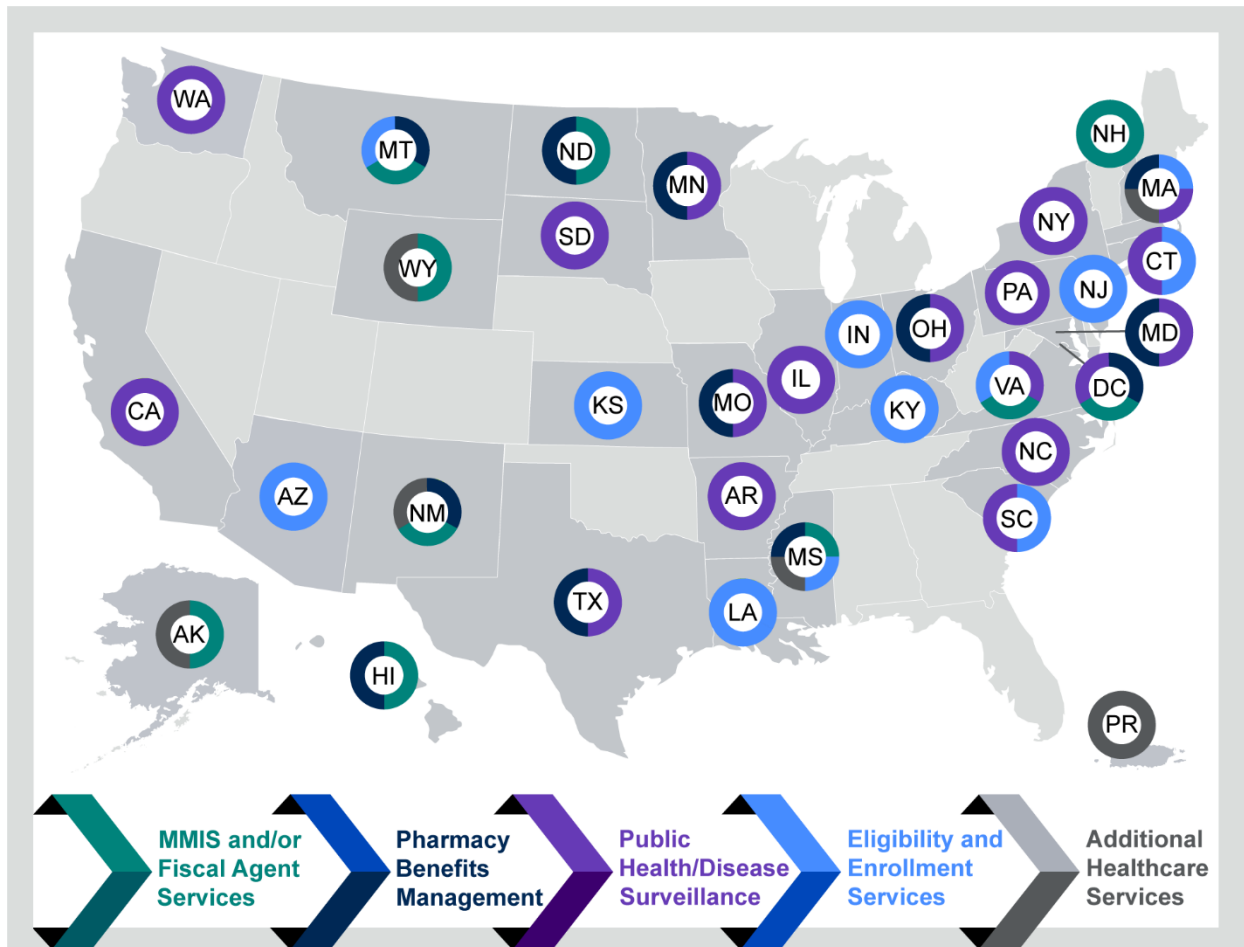 WA
MT
ND
MN
SD
WY
NH
MA
NY
CT
PA
NJ
MD
IN
OH
IL
VA
DC
CA
KS
MO
KY
NC
AZ
NM
AR
SC
MS
TX
LA
AK
HI
PR
MMIS and/or
Fiscal Agent
Services
Pharmacy
Benefits
Management
Public
Health/Disease
Surveillance
Eligibility and
Enrollment
Services
Additional
Healthcare
Services